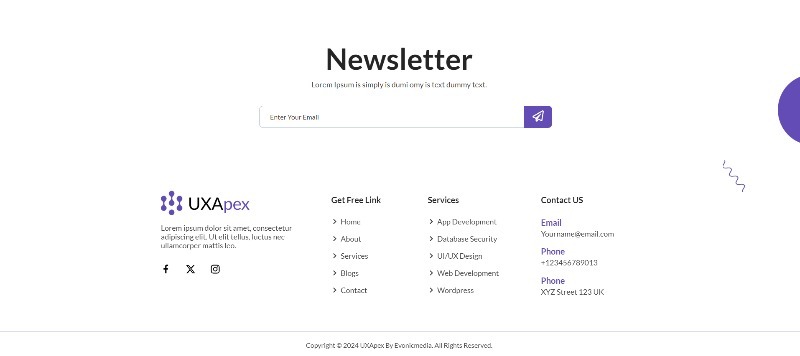 Newsletter
Lorem Ipsum is simply is dumi omy is text dummy text.
Enter Your Email
UXApex
Lorem ipsum dolor sit amet, consectetur
adipiscing elit. Ut elit tellus, luctus nec
ullamcorper mattis leo.
Get Free Link
Home
About
Services
Blogs
Contact
Services
App Development
Database Security
UI/UX Design
Web Development
Wordpress
Contact US
Email
Yourname@email.com
Phone
+123456789013
Phone
XYZ Street 123 UK
Copyright © 2024 UXApex By Evonicmedia. All Rights Reserved.